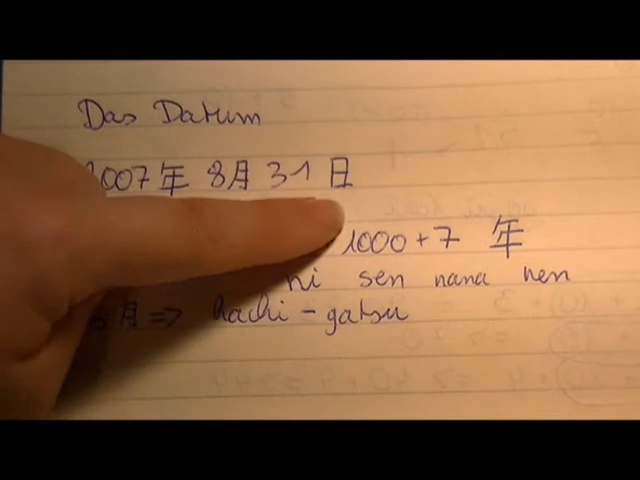 Das Datum
2007年 8月 31日
1000+7 年
ni sen nana nen
8月 => hachi - gatsu